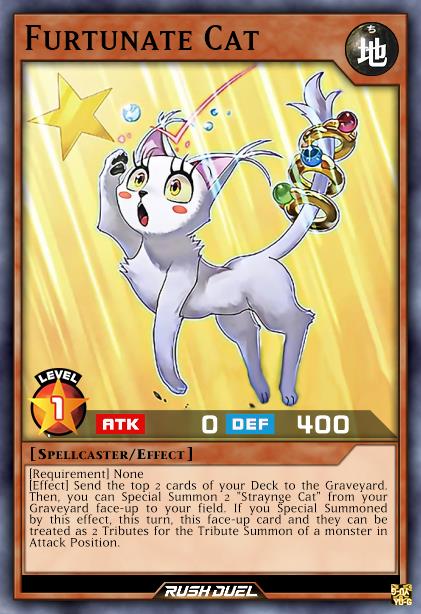 FURTUNATE CAT
ち
地
LEVEL
1
ATK 0 DEF 400
[SPELLCASTER/EFFECT]
[Requirement] None
[Effect] Send the top 2 cards of your Deck to the Graveyard.
Then, you can Special Summon 2 "Straynge Cat" from your
Graveyard face-up to your field. If you Special Summoned
by this effect, this turn, this face-up card and they can be
treated as 2 Tributes for the Tribute Summon of a monster in
Attack Position.
RUSH DUEL